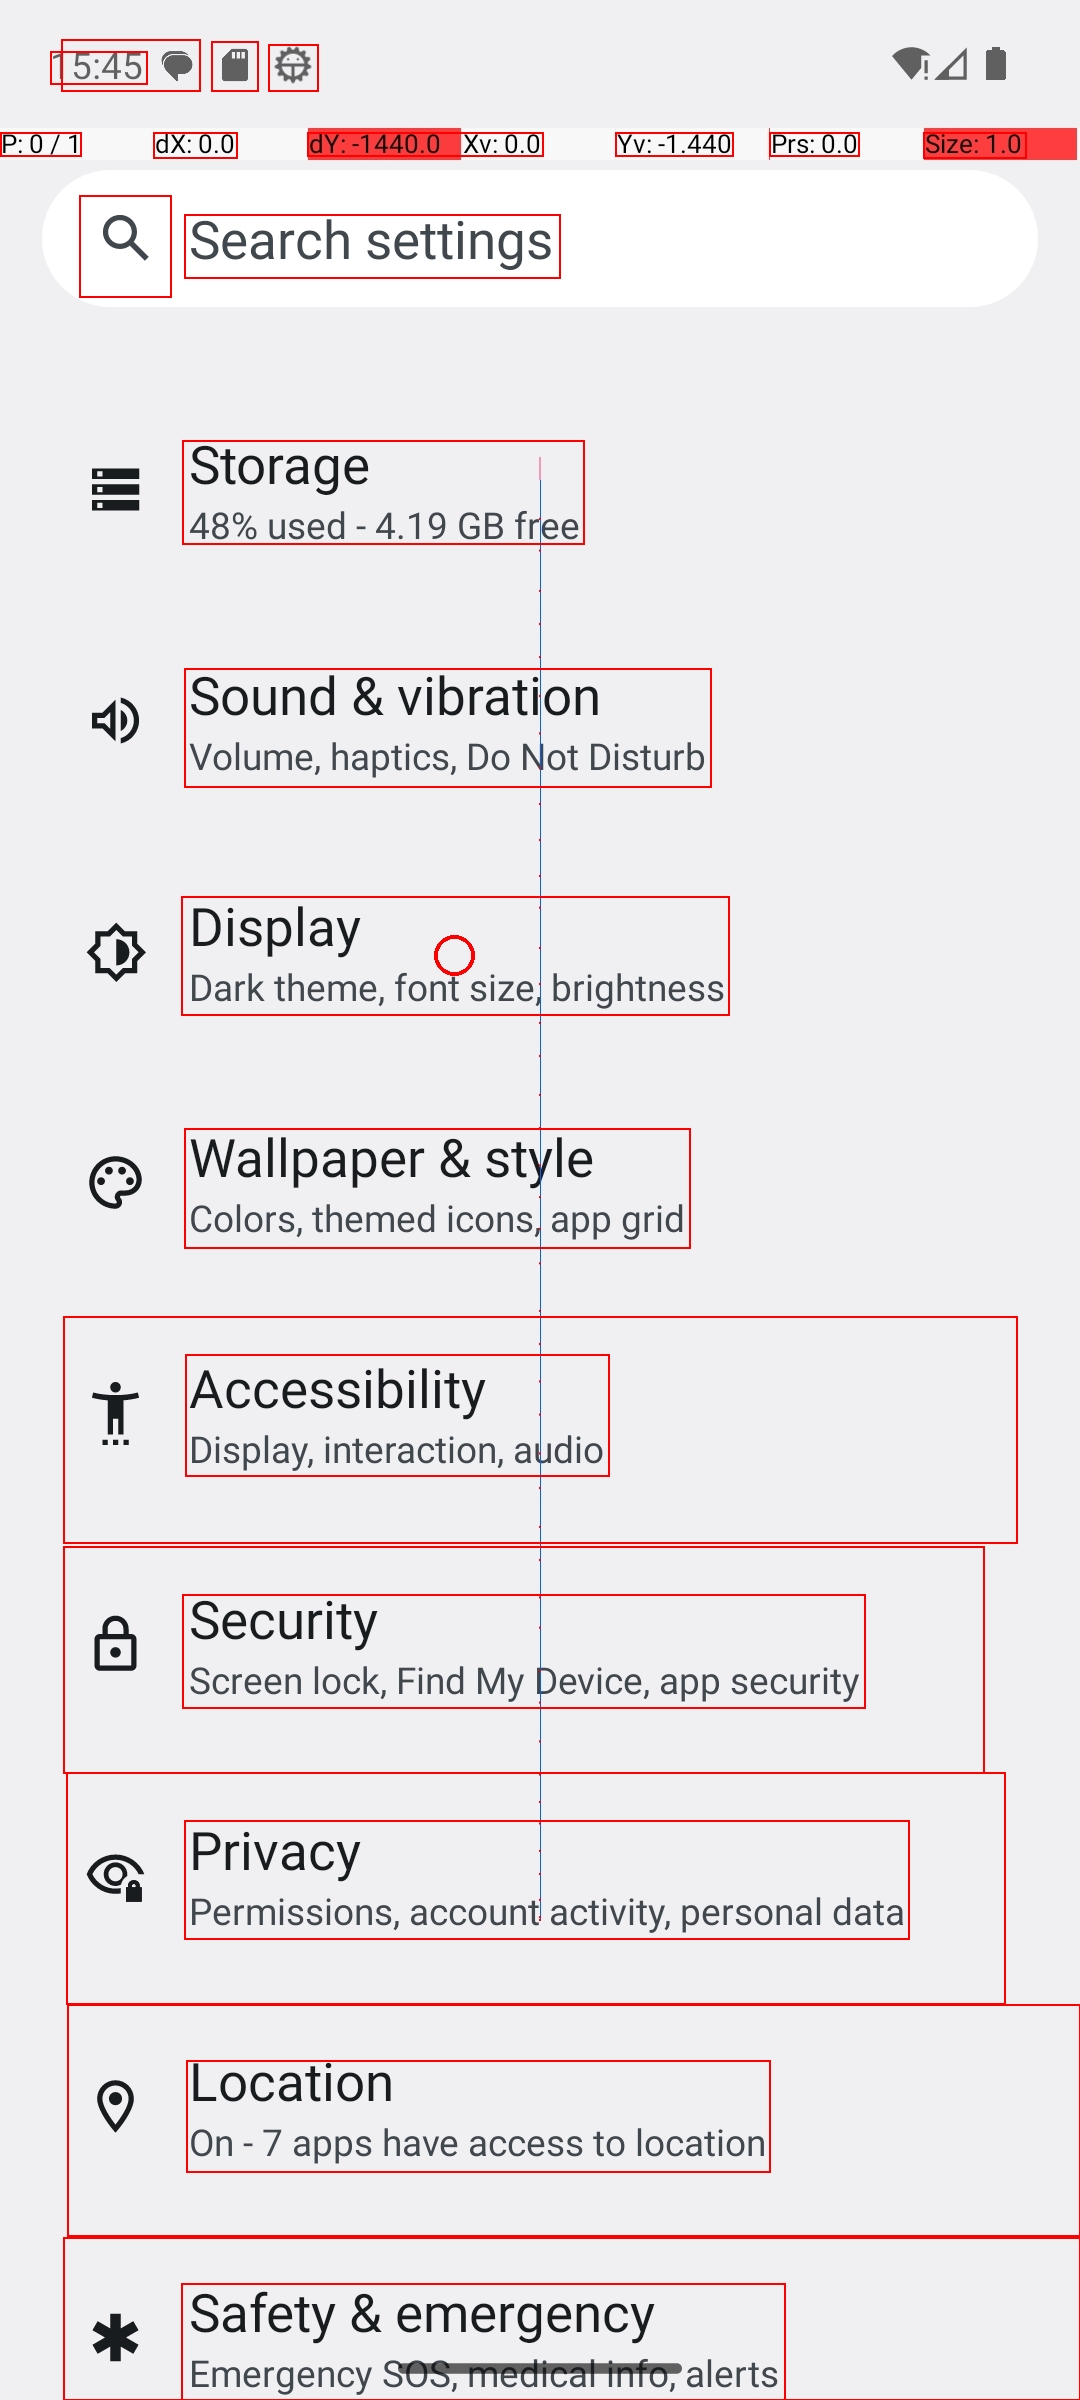 15:45
P: 0 / 1 dX: 0.0 dY: -1440.0 Xv: 0.0 Yv: -1.440 Prs: 0.0 Size: 1.0
Search settings
Storage
48% used - 4.19 GB free
Sound & vibration
Volume, haptics, Do Not Disturb
Display
Dark theme, font size, brightness
Wallpaper & style
Colors, themed icons, app grid
Accessibility
Display, interaction, audio
Security
Screen lock, Find My Device, app security
Privacy
Permissions, account activity, personal data
Location
On - 7 apps have access to location
Safety & emergency
Emergency SOS, medical info, alerts